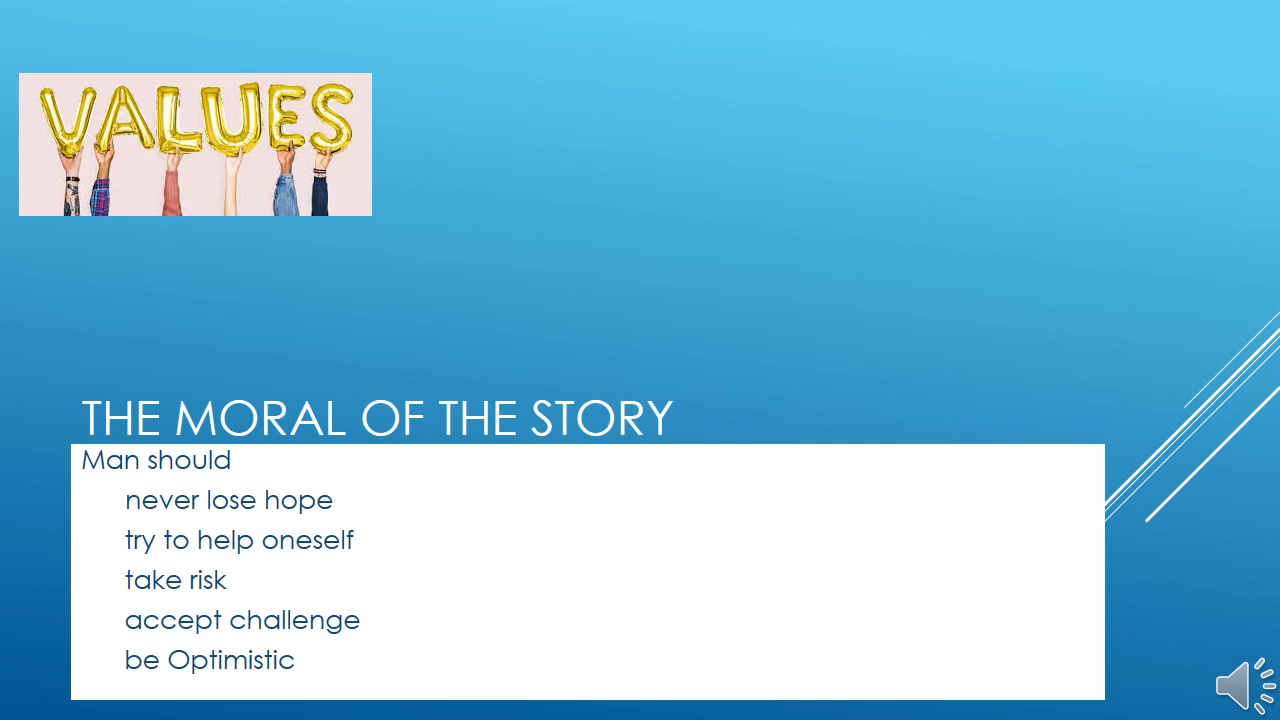 VALUES
THE MORAL OF THE STORY
Man should
never lose hope
try to help oneself
take risk
accept challenge
be Optimistic